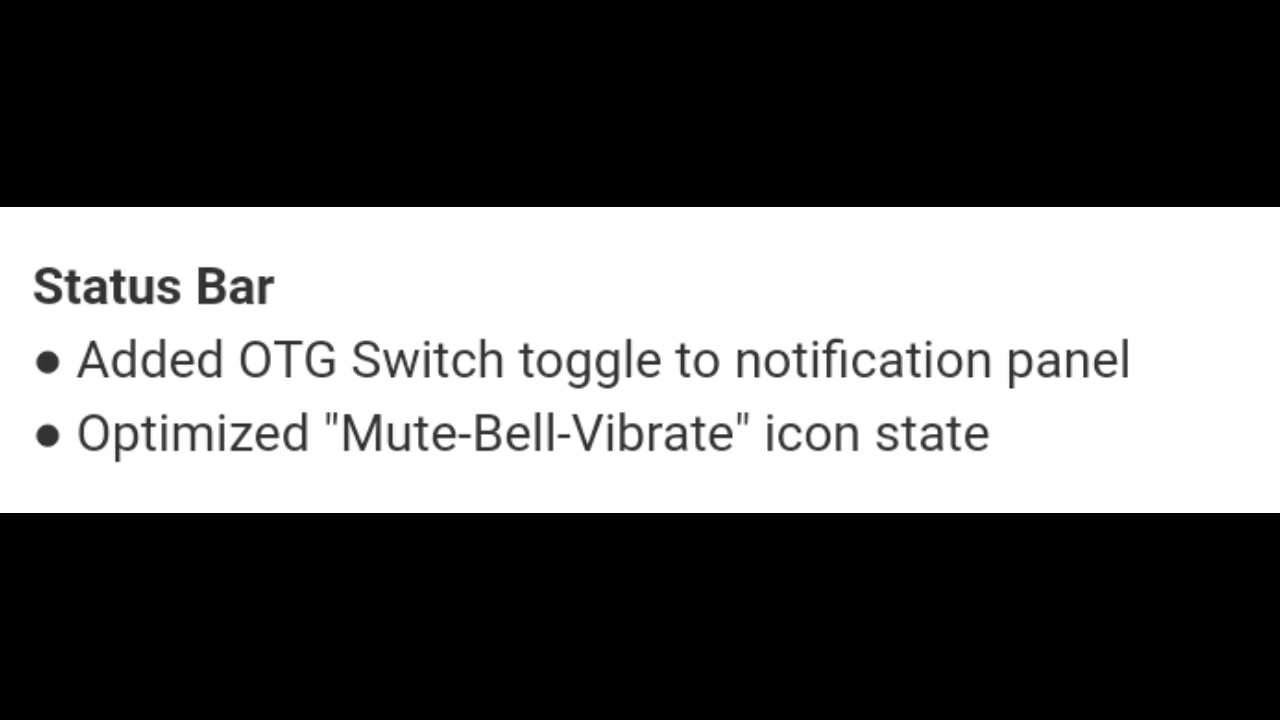 Status Bar
● Added OTG Switch toggle to notification panel
● Optimized "Mute-Bell-Vibrate" icon state